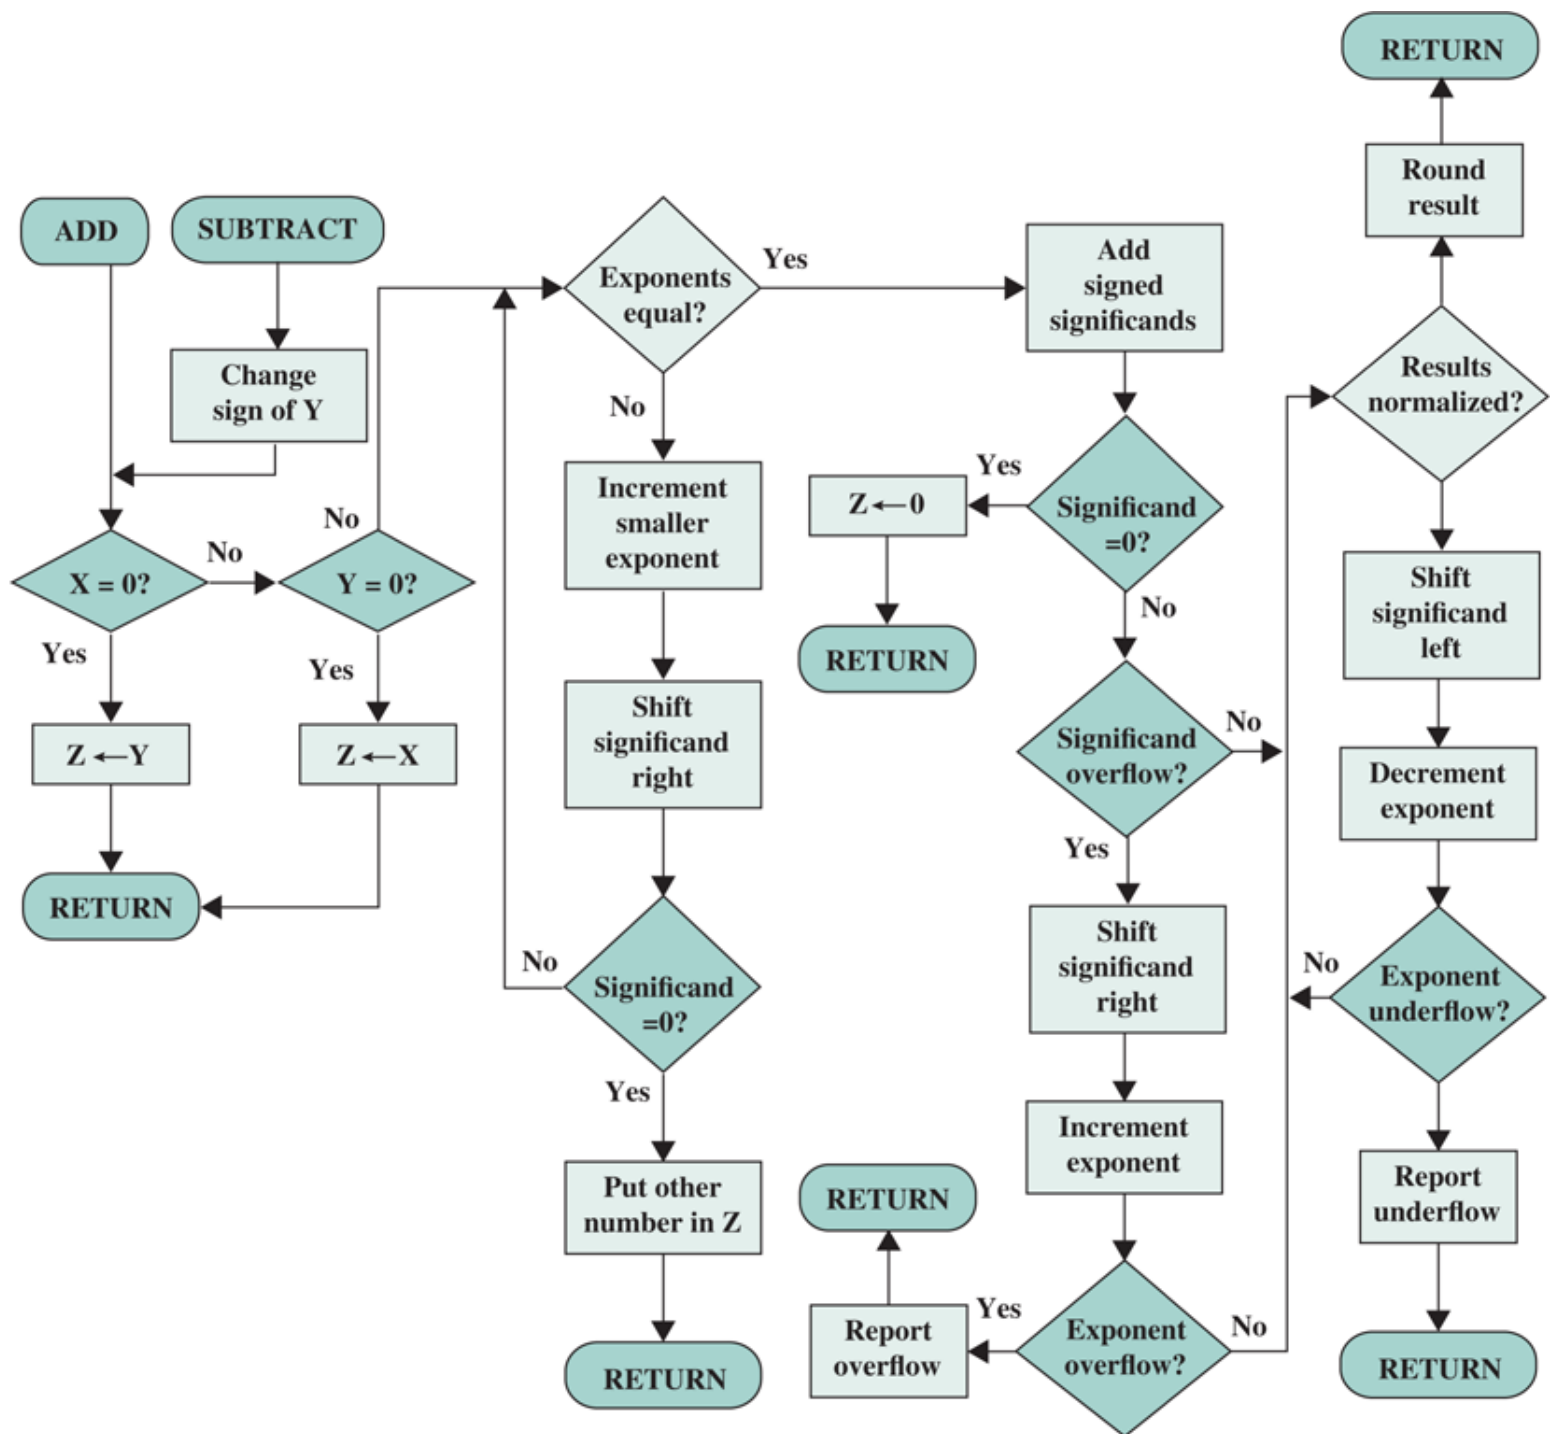 ADD
SUBTRACT
Change
sign of Y
X = 0?
No
Y = 0?
No
Yes
Yes
Z ← Y
Z ← X
RETURN
Exponents
equal?
Yes
No
Increment
smaller
exponent
Shift
significand
right
Significand
=0?
No
Yes
Put other
number in Z
RETURN
Add
signed
significands
Significand
=0?
Yes
Z ← 0
RETURN
No
Significand
overflow?
No
Yes
Shift
significand
right
Increment
exponent
Exponent
overflow?
Yes
Report
overflow
RETURN
No
RETURN
Round
result
Results
normalized?
Shift
significand
left
Decrement
exponent
Exponent
underflow?
No
Report
underflow
RETURN